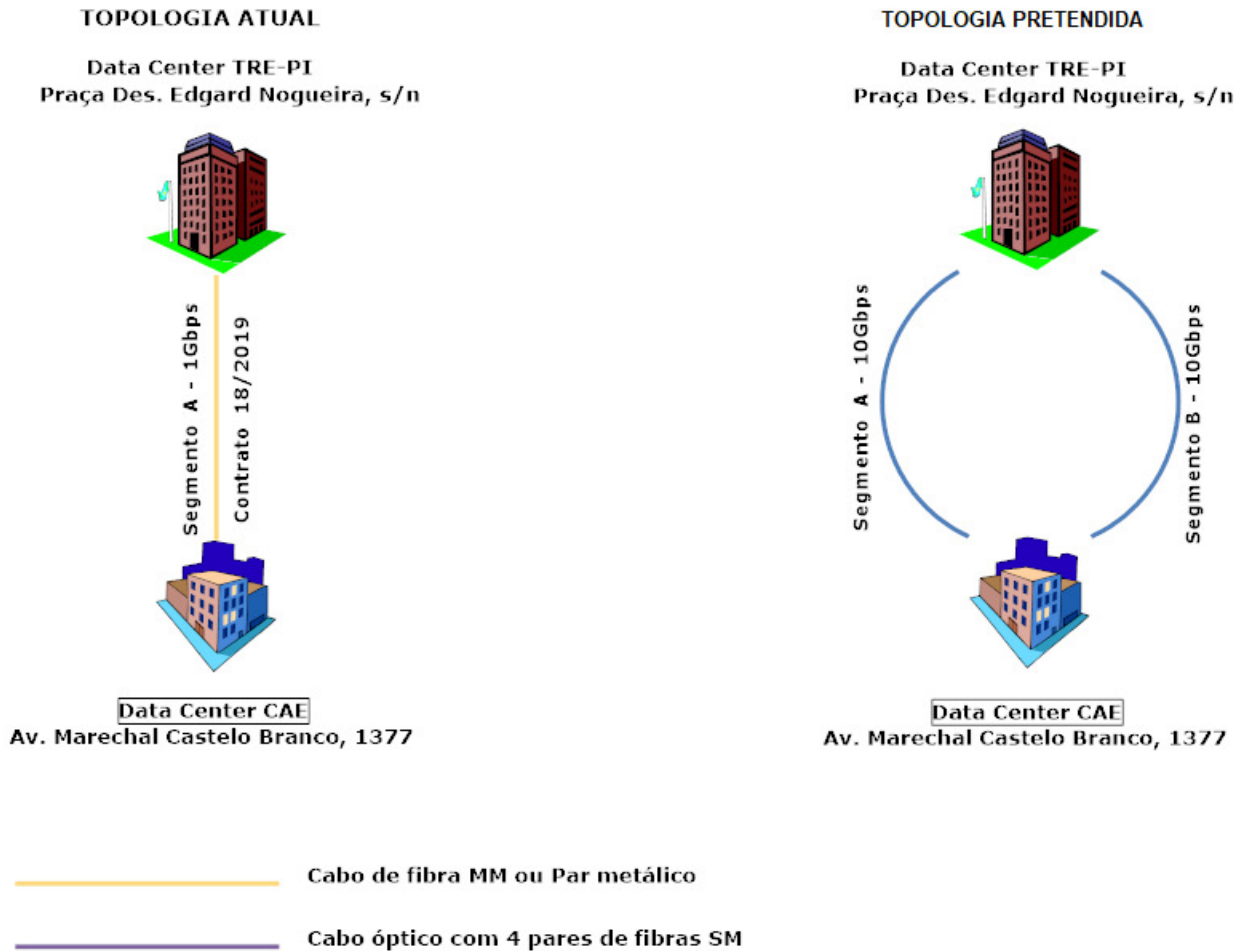 TOPOLOGIA ATUAL
Data Center TRE-PI
Praça Des. Edgard Nogueira, s/n
Segmento A - 1Gbps
Contrato 18/2019
Data Center CAE
Av. Marechal Castelo Branco, 1377
TOPOLOGIA PRETENDIDA
Data Center TRE-PI
Praça Des. Edgard Nogueira, s/n
Segmento A - 10Gbps
Segmento B - 10Gbps
Data Center CAE
Av. Marechal Castelo Branco, 1377
Cabo de fibra MM ou Par metálico
Cabo óptico com 4 pares de fibras SM